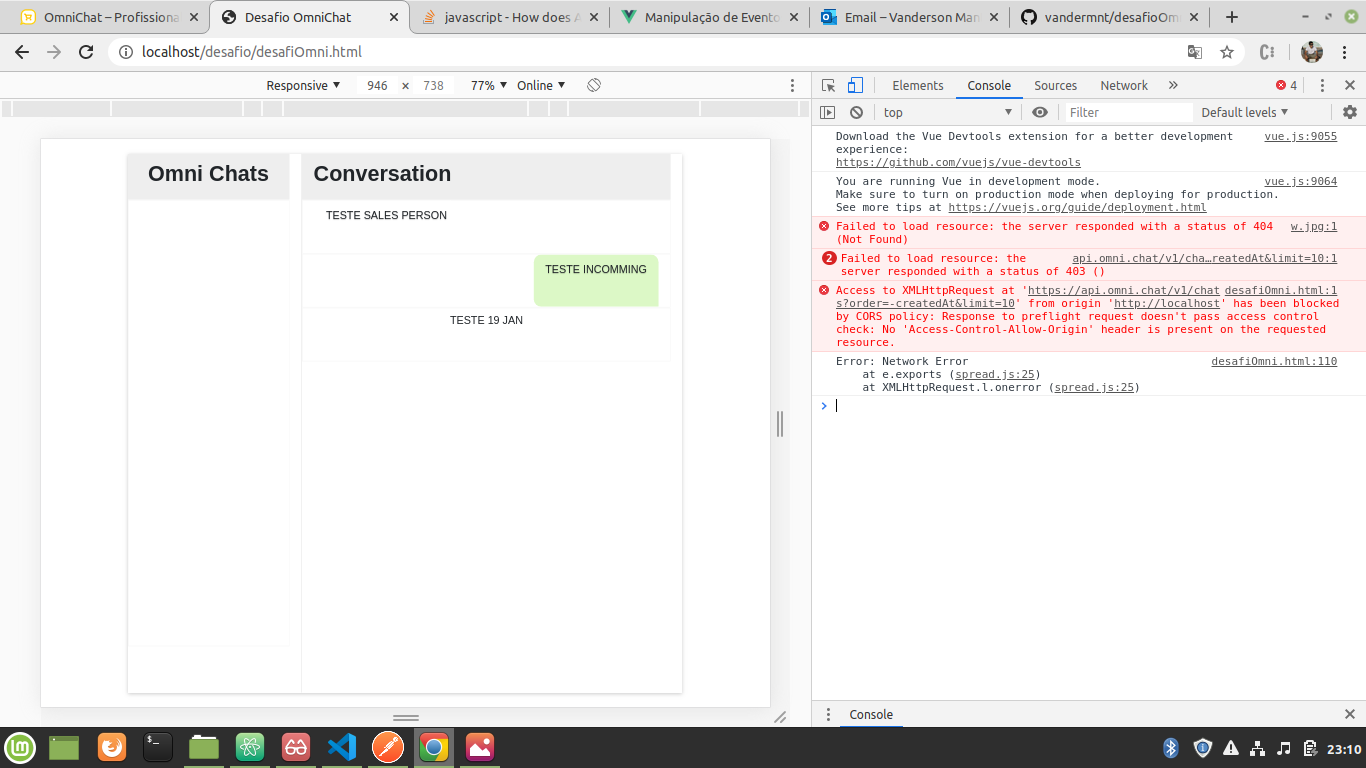 OmniChat – Profissiona
Desafio OmniChat
javascript - How does A
Manipulação de Evento
Email – Vanderson Man
vandermnt/desafioOm
localhost/desafio/desafiOmni.html
Responsive 946 × 738 77% Online
Elements Console Sources Network » 4
top Filter Default levels
Omni Chats
Conversation
TESTE SALES PERSON
TESTE INCOMMING
TESTE 19 JAN
Download the Vue Devtools extension for a better development vue.js:9055
experience:
https://github.com/vuejs/vue-devtools
You are running Vue in development mode. vue.js:9064
Make sure to turn on production mode when deploying for production.
See more tips at https://vuejs.org/guide/deployment.html
Failed to load resource: the server responded with a status of 404 w.jpg:1
(Not Found)
2 Failed to load resource: the api.omni.chat/v1/cha…reatedAt&limit=10:1
server responded with a status of 403 ()
Access to XMLHttpRequest at 'https://api.omni.chat/v1/chat desafiOmni.html:1
s?order=-createdAt&limit=10' from origin 'http://localhost' has been blocked
by CORS policy: Response to preflight request doesn't pass access control
check: No 'Access-Control-Allow-Origin' header is present on the requested
resource.
Error: Network Error desafiOmni.html:110
at e.exports (spread.js:25)
at XMLHttpRequest.l.onerror (spread.js:25)
Console
23:10